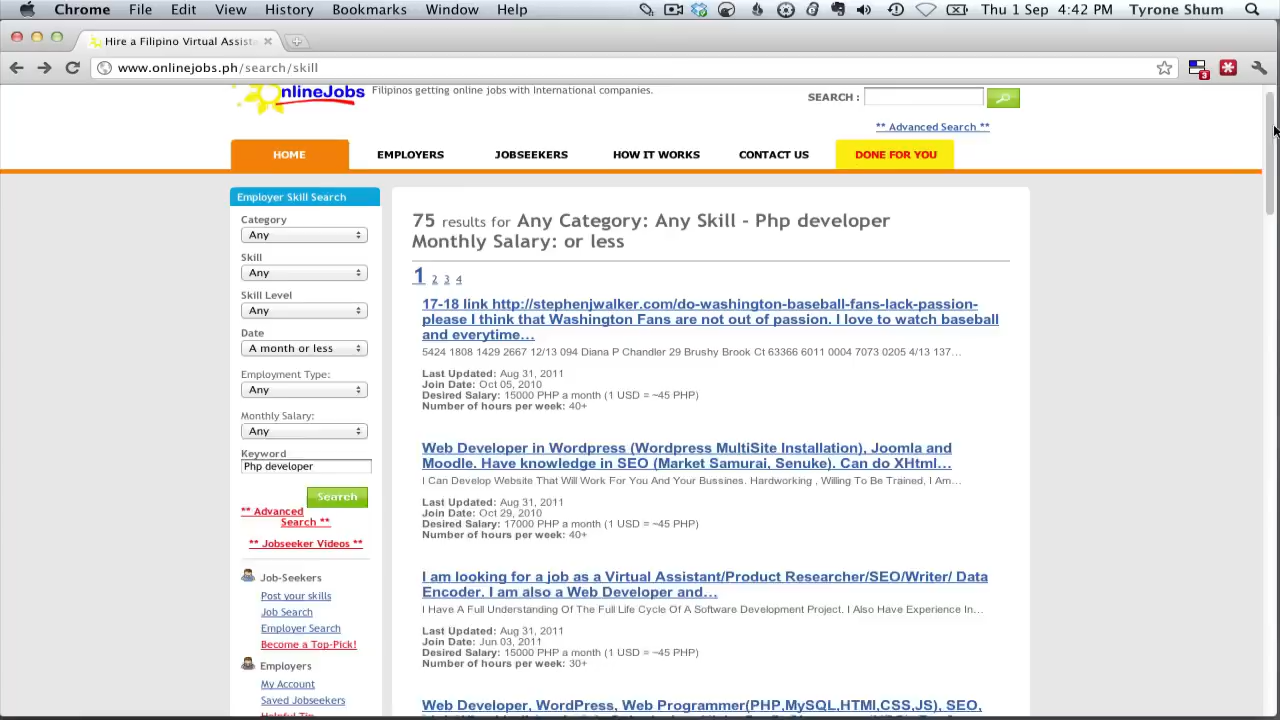 Chrome File Edit View History Bookmarks Window Help Thu 1 Sep 4:42 PM Tyrone Shum
Hire a Filipino Virtual Assist
www.onlinejobs.ph/search/skill
3
nlineJobs
Filipinos getting online jobs with International companies.
SEARCH :
** Advanced Search **
HOME EMPLOYERS JOBSEEKERS HOW IT WORKS CONTACT US DONE FOR YOU
Employer Skill Search
Category
Any
Skill
Any
Skill Level
Any
Date
A month or less
Employment Type:
Any
Monthly Salary:
Any
Keyword
Php developer
Search
** Advanced
Search **
** Jobseeker Videos **
Job-Seekers
Post your skills
Job Search
Employer Search
Become a Top-Pick!
Employers
My Account
Saved Jobseekers
Helpful Tip
75 results for Any Category: Any Skill - Php developer
Monthly Salary: or less
1 2 3 4
17-18 link http://stephenjwalker.com/do-washington-baseball-fans-lack-passion-
please I think that Washington Fans are not out of passion. I love to watch baseball
and everytime…
5424 1808 1429 2667 12/13 094 Diana P Chandler 29 Brushy Brook Ct 63366 6011 0004 7073 0205 4/13 137…
Last Updated: Aug 31, 2011
Join Date: Oct 05, 2010
Desired Salary: 15000 PHP a month (1 USD = ~45 PHP)
Number of hours per week: 40+
Web Developer in Wordpress (Wordpress MultiSite Installation), Joomla and
Moodle. Have knowledge in SEO (Market Samurai, Senuke). Can do XHtml…
I Can Develop Website That Will Work For You And Your Bussines. Hardworking , Willing To Be Trained, I Am…
Last Updated: Aug 31, 2011
Join Date: Oct 29, 2010
Desired Salary: 17000 PHP a month (1 USD = ~45 PHP)
Number of hours per week: 40+
I am looking for a job as a Virtual Assistant/Product Researcher/SEO/Writer/ Data
Encoder. I am also a Web Developer and…
I Have A Full Understanding Of The Full Life Cycle Of A Software Development Project. I Also Have Experience In…
Last Updated: Aug 31, 2011
Join Date: Jun 03, 2011
Desired Salary: 15000 PHP a month (1 USD = ~45 PHP)
Number of hours per week: 30+
Web Developer, WordPress, Web Programmer(PHP,MySQL,HTML,CSS,JS), SEO,